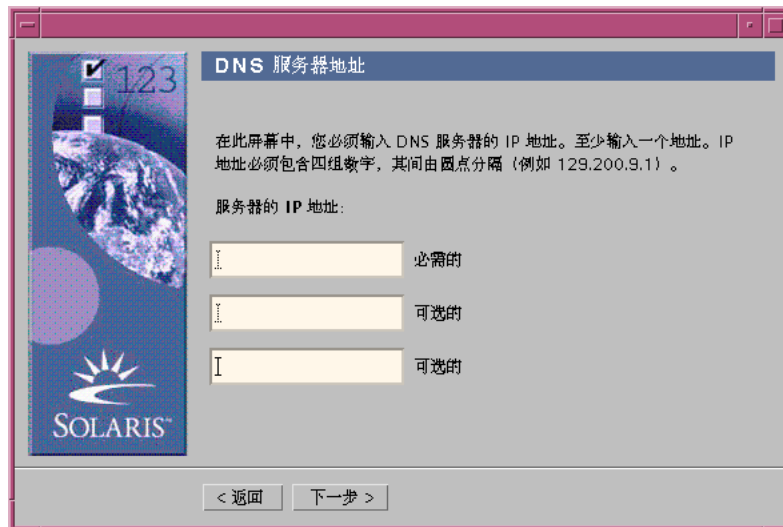 123
DNS 服务器地址
在此屏幕中，您必须输入 DNS 服务器的 IP 地址。至少输入一个地址。IP
地址必须包含四组数字，其间由圆点分隔（例如 129.200.9.1）。
服务器的 IP 地址:
必需的
可选的
可选的
SOLARIS™
< 返回
下一步 >